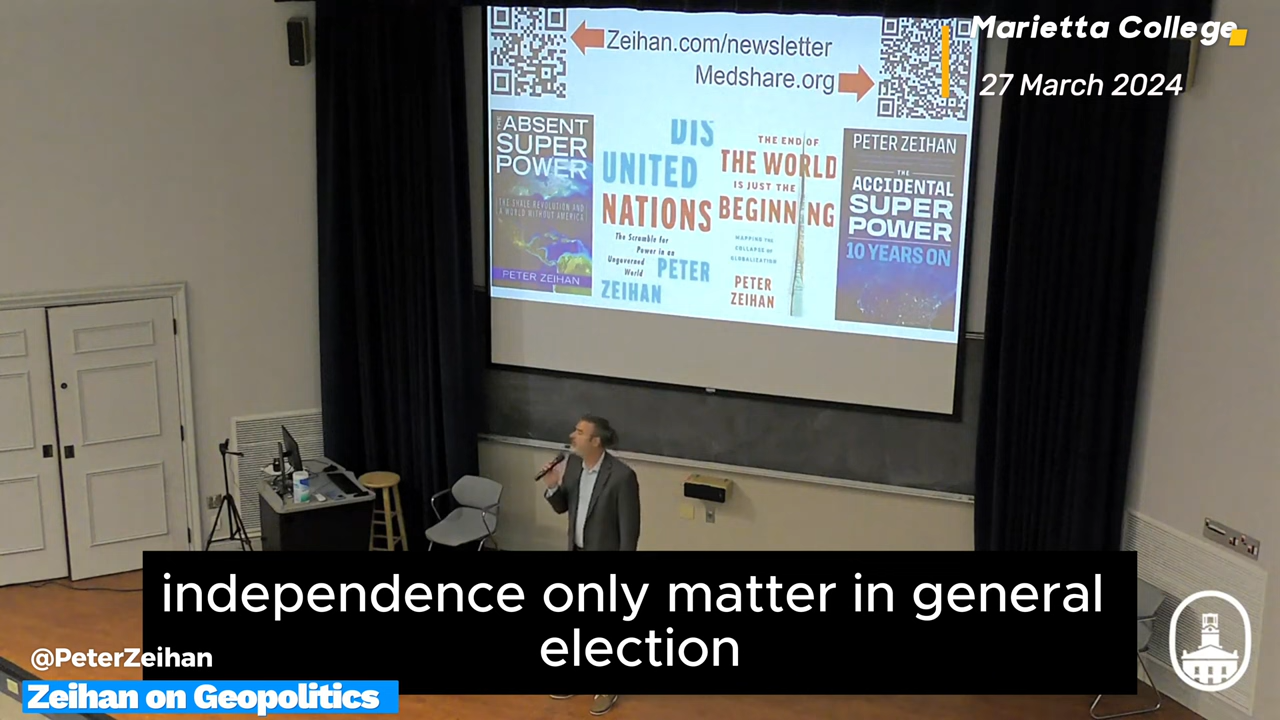 Zeihan.com/newsletter
Medshare.org
Marietta College
27 March 2024
THE
ABSENT
SUPER
POWER
THE SHALE REVOLUTION AND
A WORLD WITHOUT AMERICA
PETER ZEIHAN
DIS
UNITED
NATIONS
The Scramble for
Power in an
Ungoverned
World
PETER
ZEIHAN
THE END OF
THE WORLD
IS JUST THE
BEGINNING
MAPPING THE
COLLAPSE OF
GLOBALIZATION
PETER
ZEIHAN
PETER ZEIHAN
THE
ACCIDENTAL
SUPER
POWER
10 YEARS ON
independence only matter in general
election
@PeterZeihan
Zeihan on Geopolitics